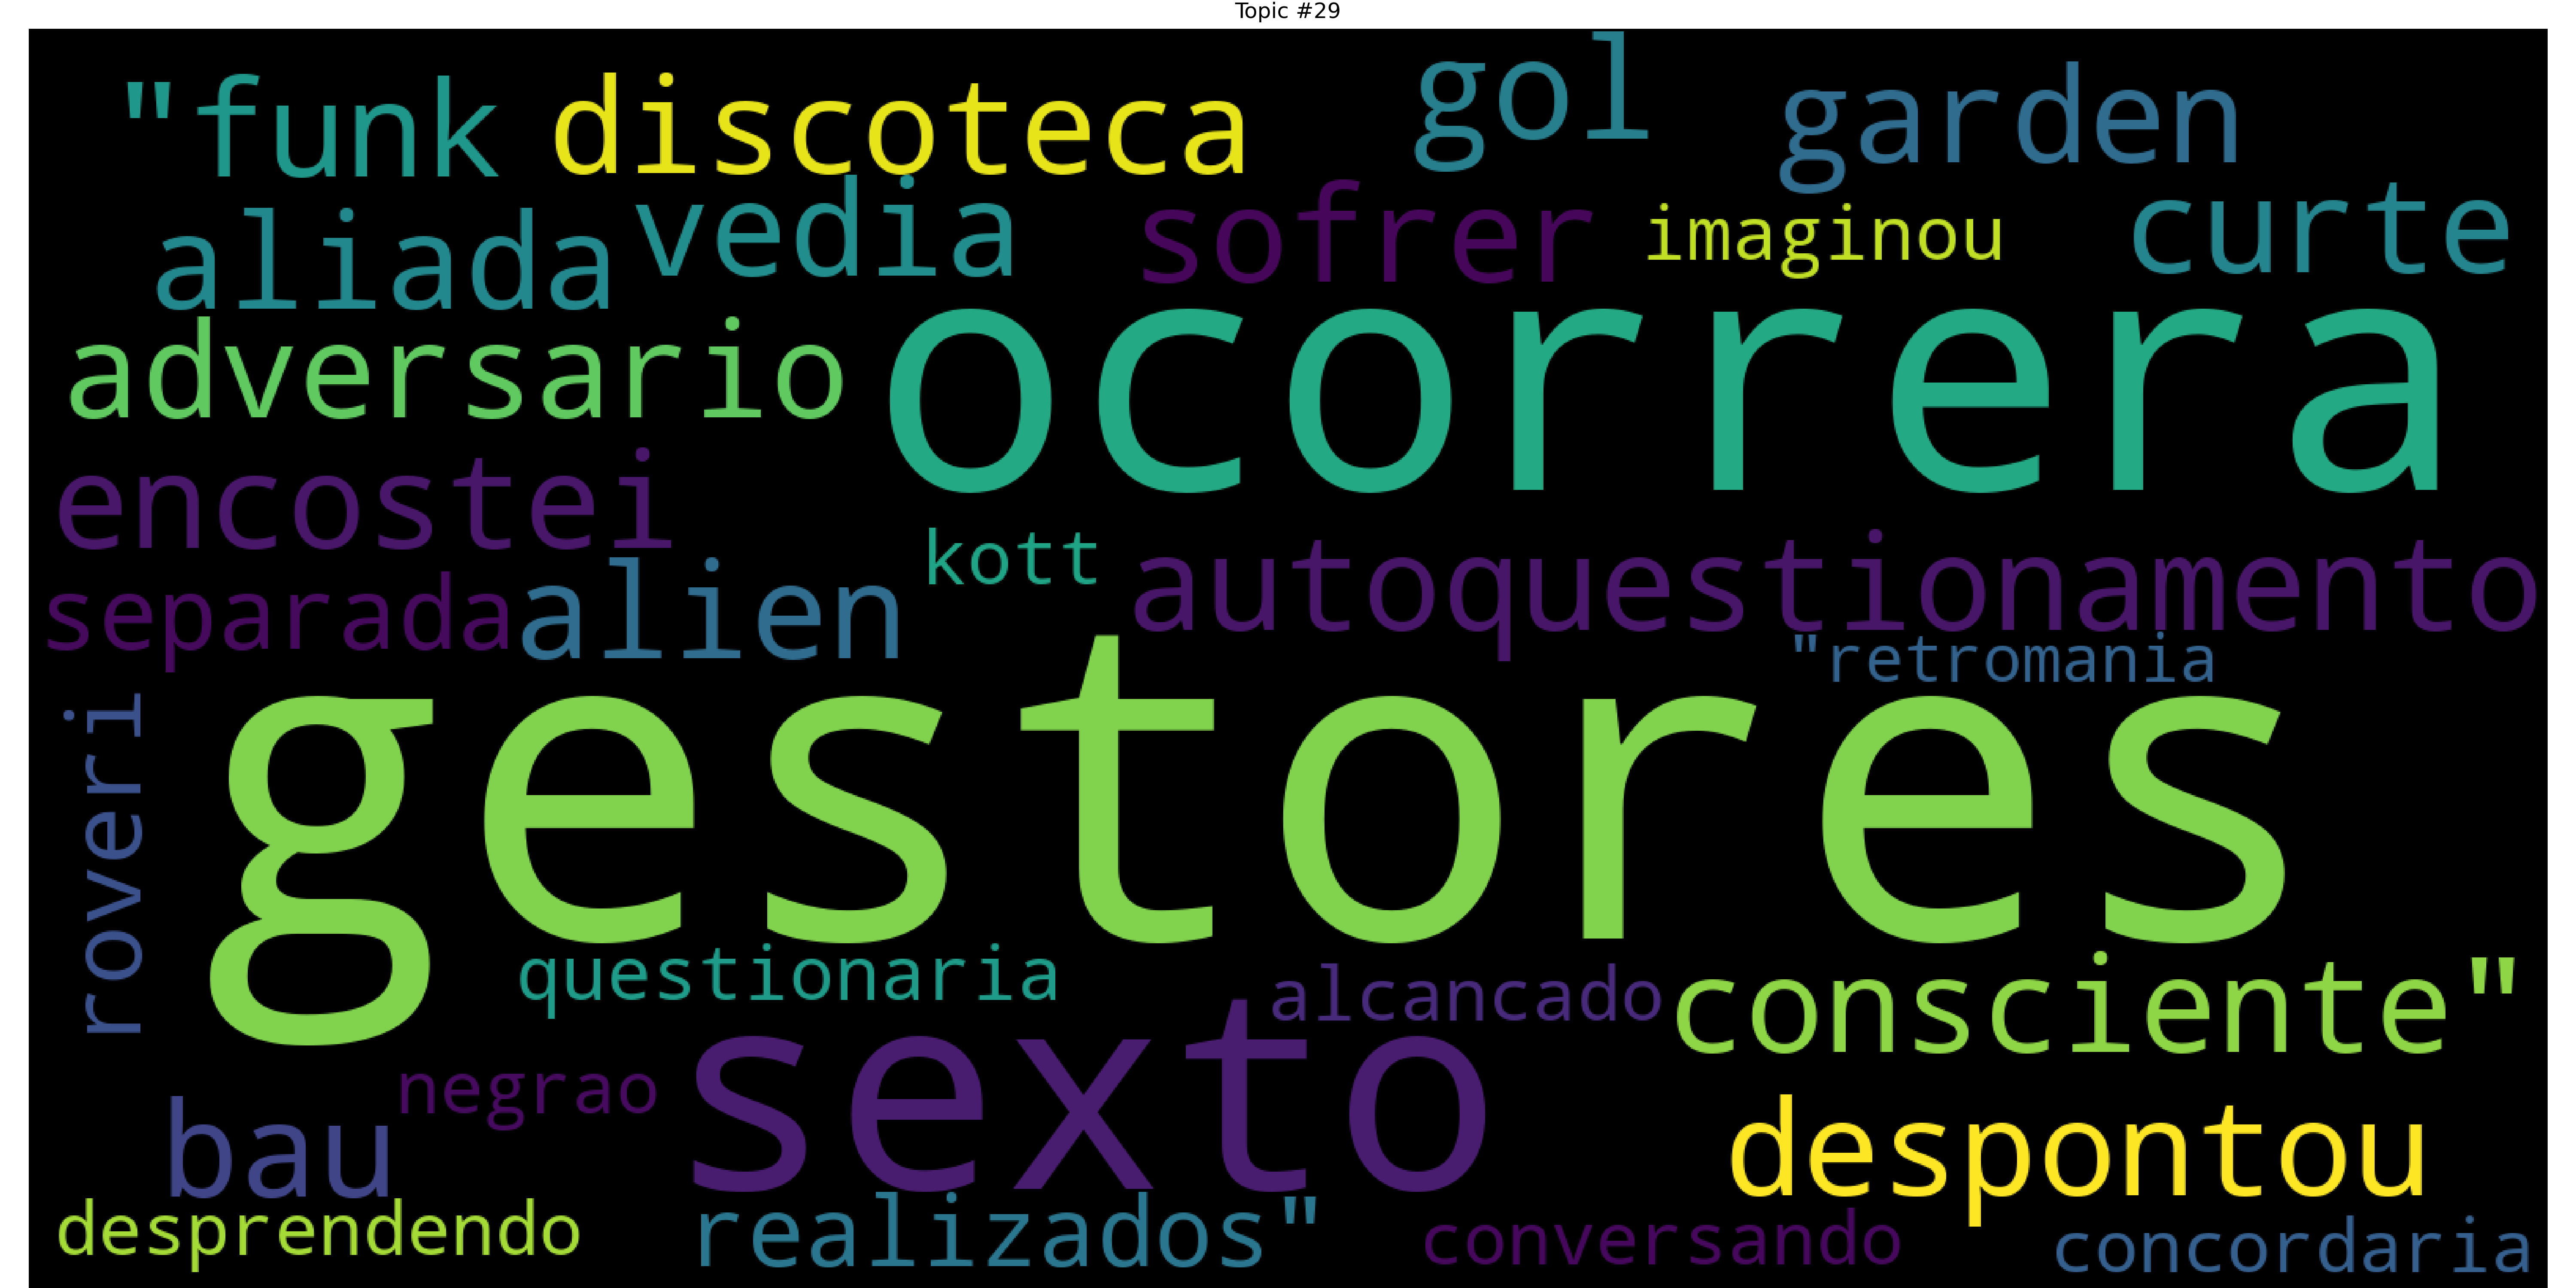 Topic #29
"funk discoteca gol garden
aliada vedia sofrer imaginou curte
adversario ocorrera
encostei kott autoquestionamento
separada alien "retromania
roveri gestores
questionaria alcancado consciente"
negrao sexto
bau despontou
desprendendo realizados" conversando concordaria